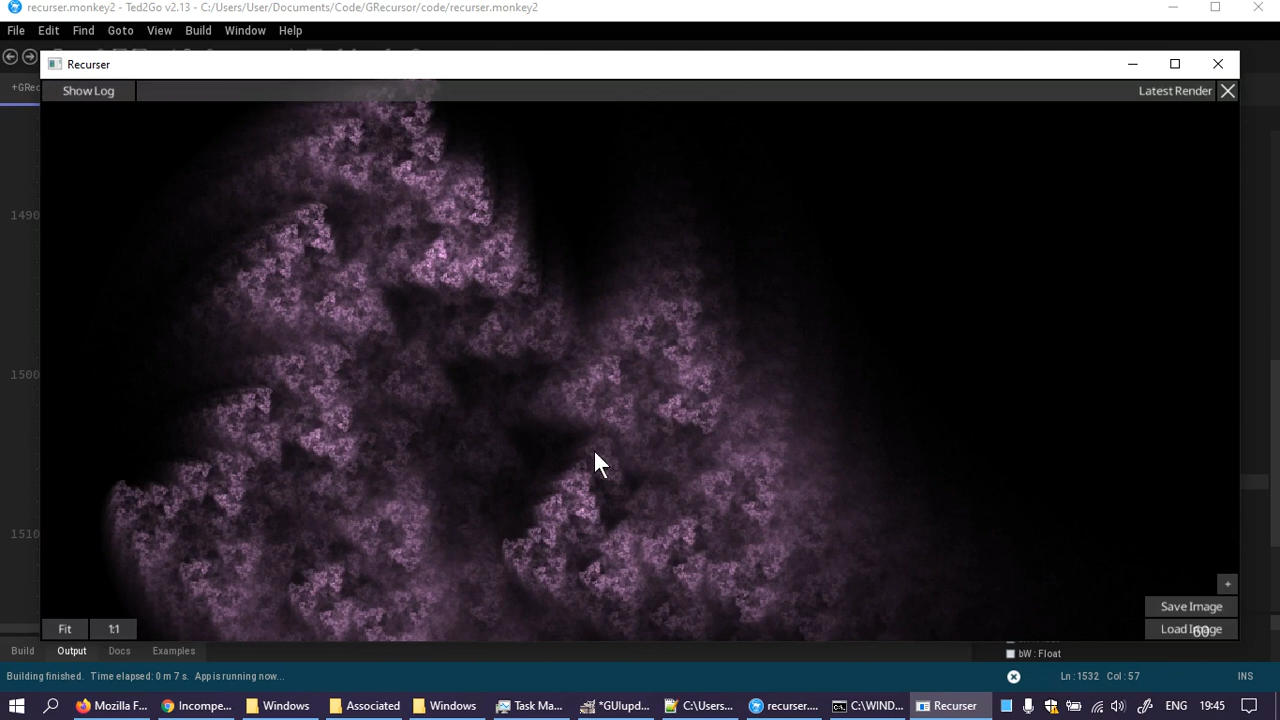 recurser.monkey2 - Ted2Go v2.13 - C:/Users/User/Documents/Code/GRecursor/code/recurser.monkey2
File Edit Find Goto View Build Window Help
Recurser
+GRec
Show Log
Latest Render
1490
1500
1510
+
Save Image
Fit 1:1
Load Image
60
Build Output Docs Examples
bW : Float
Building finished. Time elapsed: 0 m 7 s. App is running now...
Ln : 1532 Col : 57
INS
Mozilla F... Incompe... Windows Associated Windows Task Ma... *GUIupd... C:\Users... recurser.... C:\WIND... Recurser
ENG 19:45